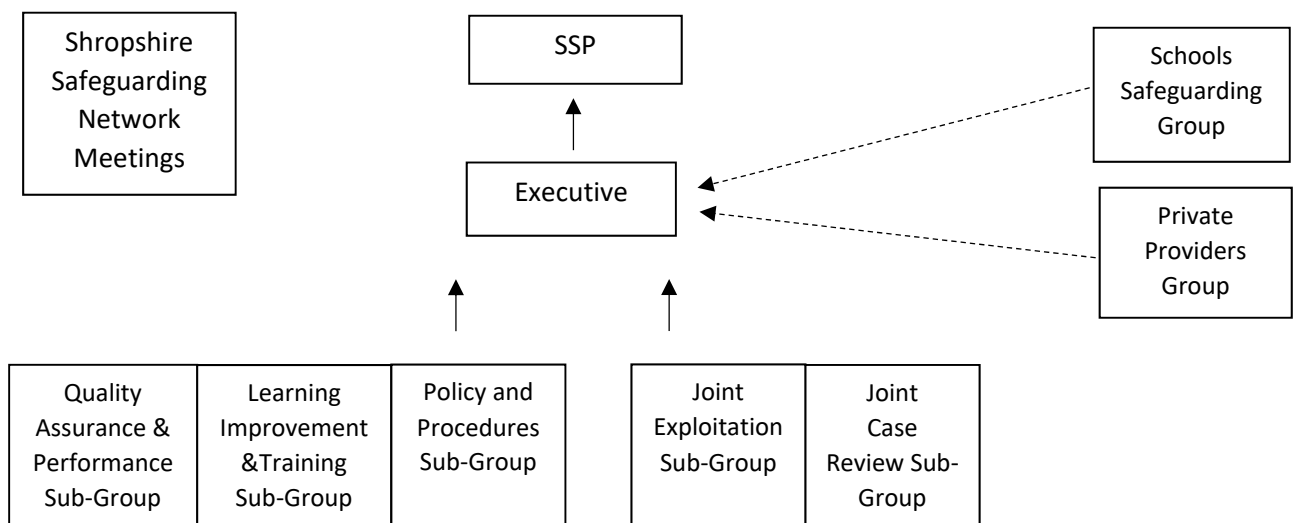 Shropshire
Safeguarding
Network
Meetings
SSP
Executive
Schools
Safeguarding
Group
Private
Providers
Group
Quality
Assurance &
Performance
Sub-Group
Learning
Improvement
&Training
Sub-Group
Policy and
Procedures
Sub-Group
Joint
Exploitation
Sub-Group
Joint
Case
Review Sub-
Group